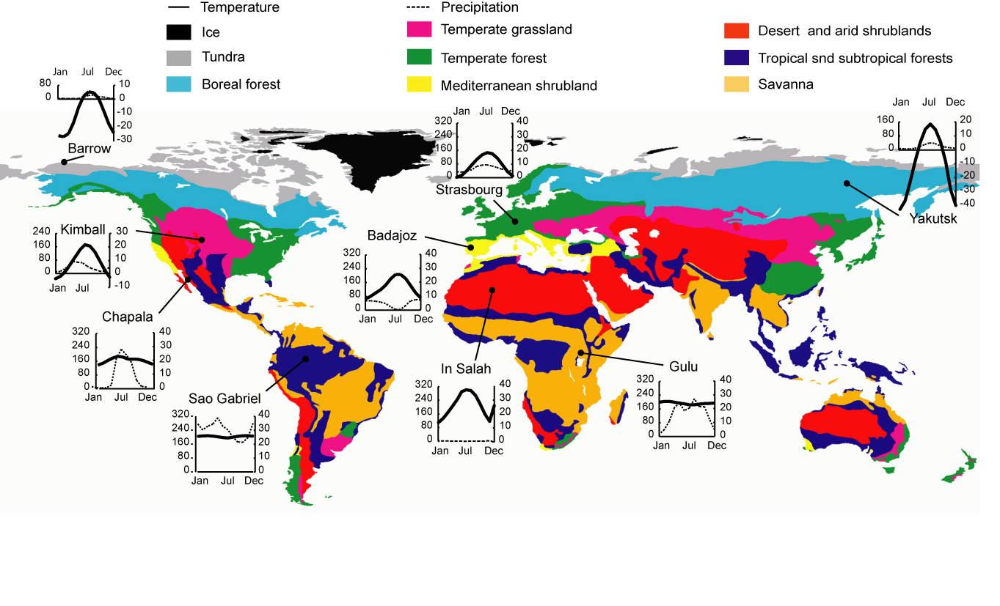 Temperature
Precipitation
Ice
Temperate grassland
Desert and arid shrublands
Tundra
Temperate forest
Tropical snd subtropical forests
Boreal forest
Mediterranean shrubland
Savanna
Jan Jul Dec
80 10
0 0
-10
-20
-30
Barrow
Jan Jul Dec
320 40
240 30
160 20
80 10
0 0
Strasbourg
Jan Jul Dec
160 20
80 10
0 0
-10
-20
-30
-40
Yakutsk
Kimball
240 30
160 20
80 10
0 0
-10
Jan Jul
Badajoz
320 40
240 30
160 20
80 10
0 0
Jan Jul Dec
Chapala
320 40
240 30
160 20
80 10
0 0
Jan Jul Dec
Sao Gabriel
320 40
240 30
160 20
80 10
0 0
Jan Jul Dec
In Salah
320 40
240 30
160 20
80 10
0 0
Jan Jul Dec
Gulu
320 40
240 30
160 20
80 10
0 0
Jan Jul Dec